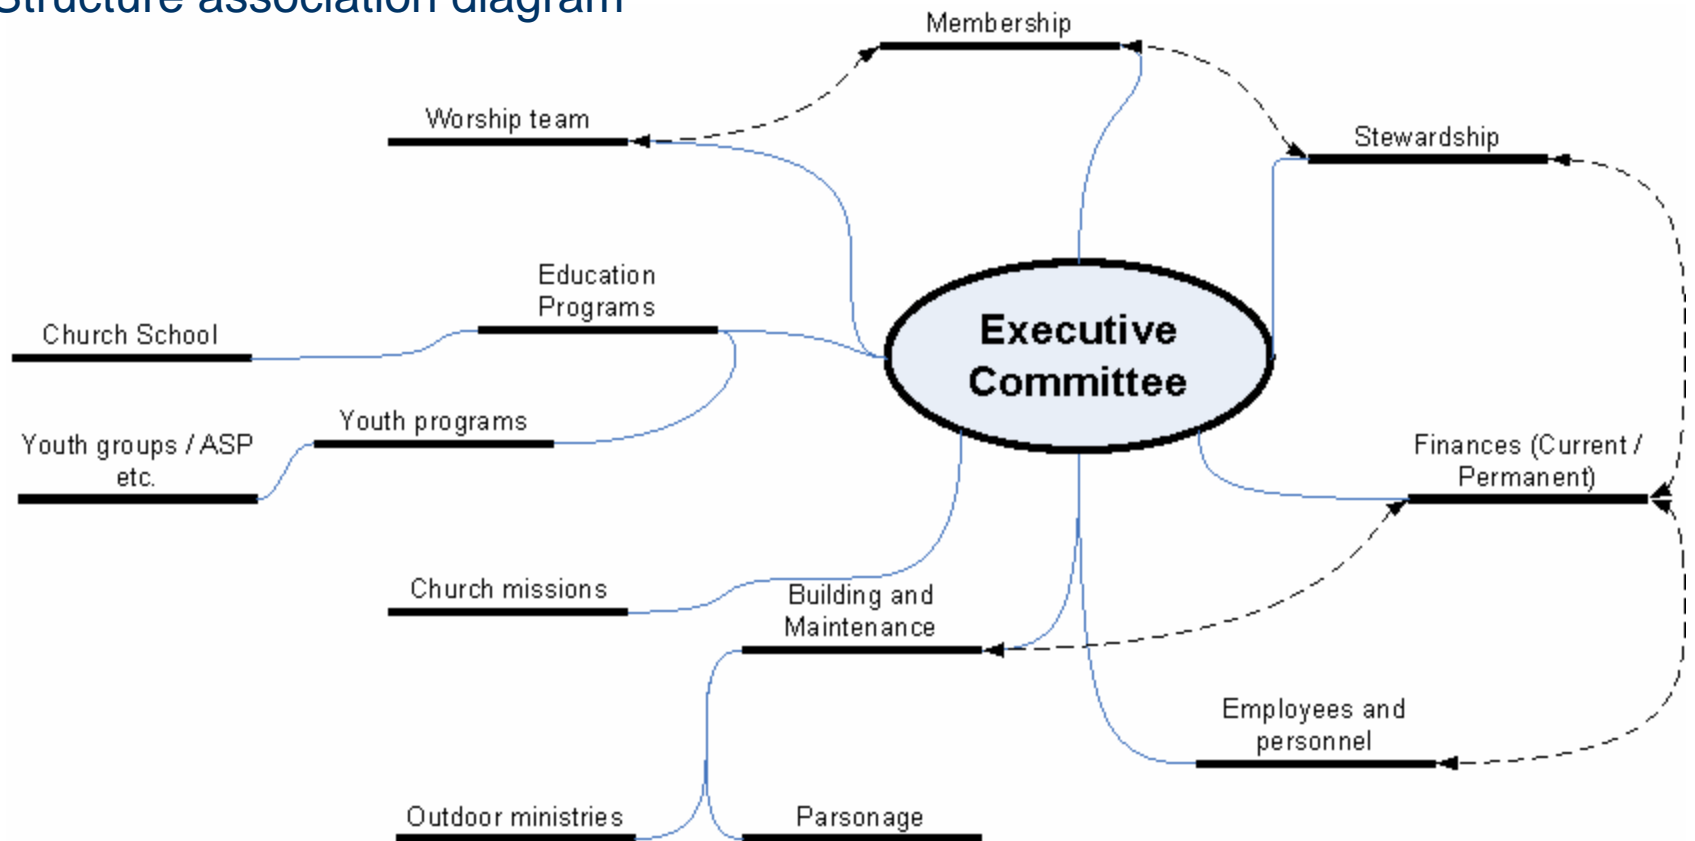 Structure association diagram
Membership
Worship team
Stewardship
Education
Programs
Church School
Executive
Committee
Youth programs
Youth groups / ASP
etc.
Finances (Current /
Permanent)
Church missions
Building and
Maintenance
Employees and
personnel
Outdoor ministries
Parsonage